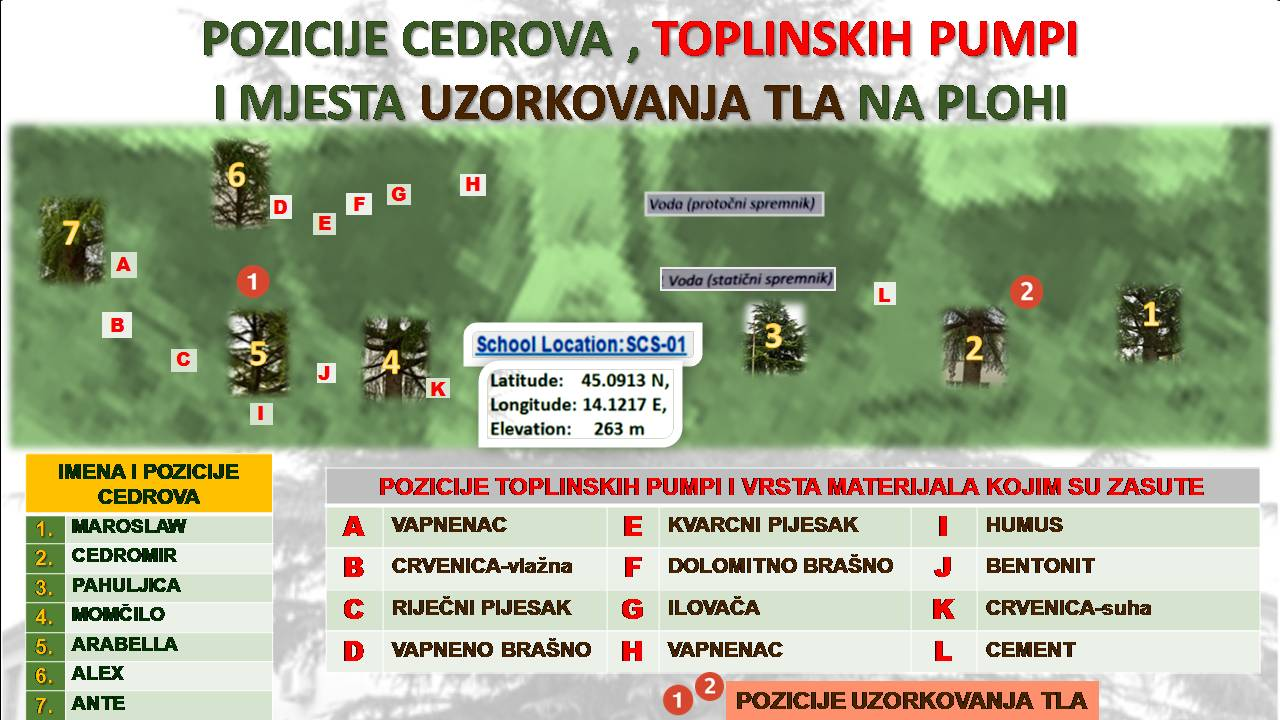 POZICIJE CEDROVA , TOPLINSKIH PUMPI
I MJESTA UZORKOVANJA TLA NA PLOHI
6
H
G
F
D
E
Voda (protočni spremnik)
7
A
1
Voda (statični spremnik)
L
2
1
B
C
5
4
J
K
I
3
2
School Location:SCS-01
Latitude: 45.0913 N,
Longitude: 14.1217 E,
Elevation: 263 m
IMENA I POZICIJE
CEDROVA
1. MAROSLAW
2. CEDROMIR
3. PAHULJICA
4. MOMČILO
5. ARABELLA
6. ALEX
7. ANTE
POZICIJE TOPLINSKIH PUMPI I VRSTA MATERIJALA KOJIM SU ZASUTE
A VAPNENAC E KVARCNI PIJESAK I HUMUS
B CRVENICA-vlažna F DOLOMITNO BRAŠNO J BENTONIT
C RIJEČNI PIJESAK G ILOVAČA K CRVENICA-suha
D VAPNENO BRAŠNO H VAPNENAC L CEMENT
1 2 POZICIJE UZORKOVANJA TLA